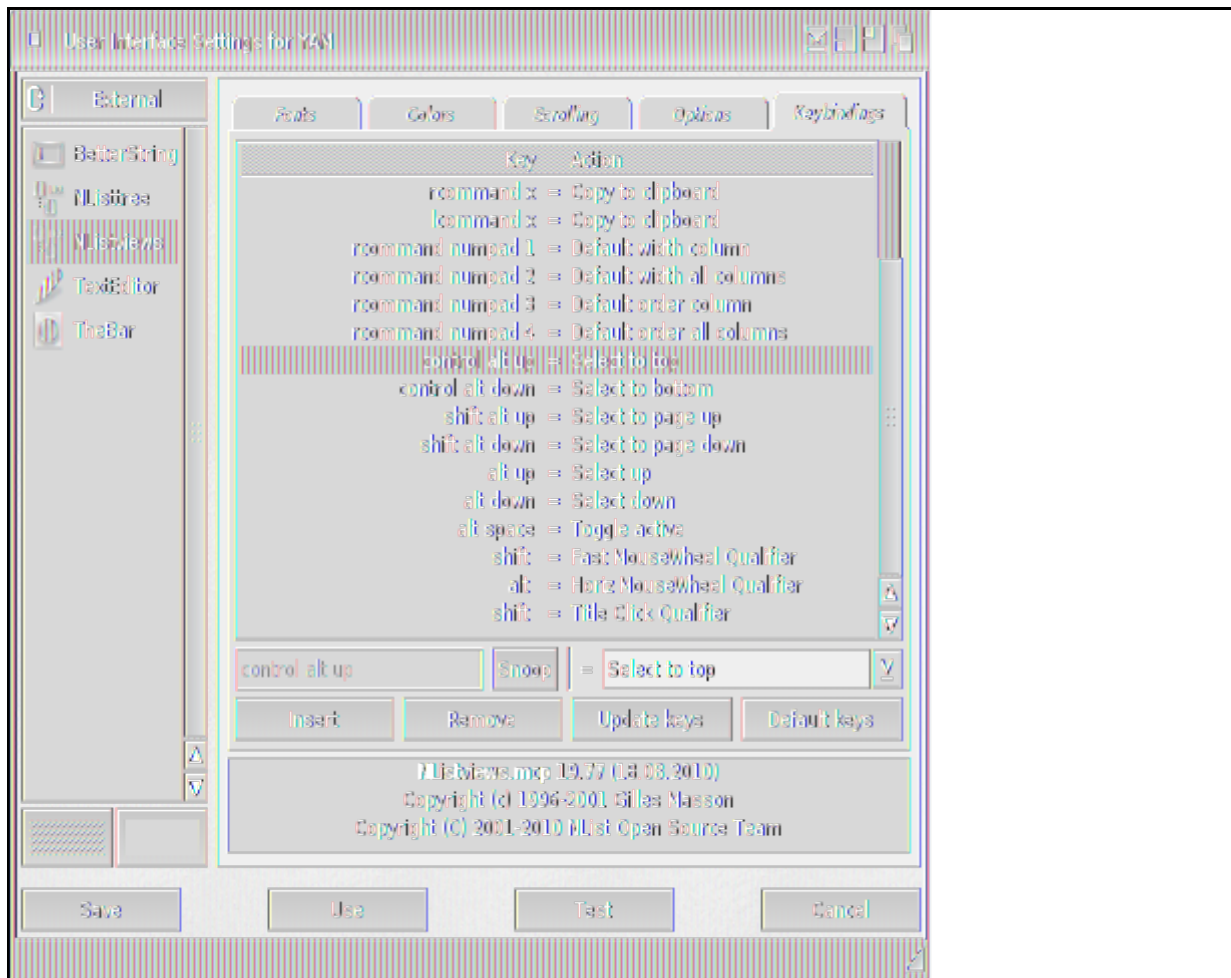 User Interface Settings for YAM
External
BetterString
NListtree
NListviews
TextEditor
TheBar
Fonts Colors Scrolling Options Keybindings
Key Action
rcommand x = Copy to clipboard
lcommand x = Copy to clipboard
rcommand numpad 1 = Default width column
rcommand numpad 2 = Default width all columns
rcommand numpad 3 = Default order column
rcommand numpad 4 = Default order all columns
control alt up = Select to top
control alt down = Select to bottom
shift alt up = Select to page up
shift alt down = Select to page down
alt up = Select up
alt down = Select down
alt space = Toggle active
shift = Fast MouseWheel Qualifier
alt = Horiz MouseWheel Qualifier
shift = Title Click Qualifier
control alt up Snoop = Select to top
Insert Remove Update keys Default keys
NListviews.mcp 19.77 (18.08.2010)
Copyright (c) 1996-2001 Gilles Masson
Copyright (C) 2001-2010 NList Open Source Team
Save Use Test Cancel